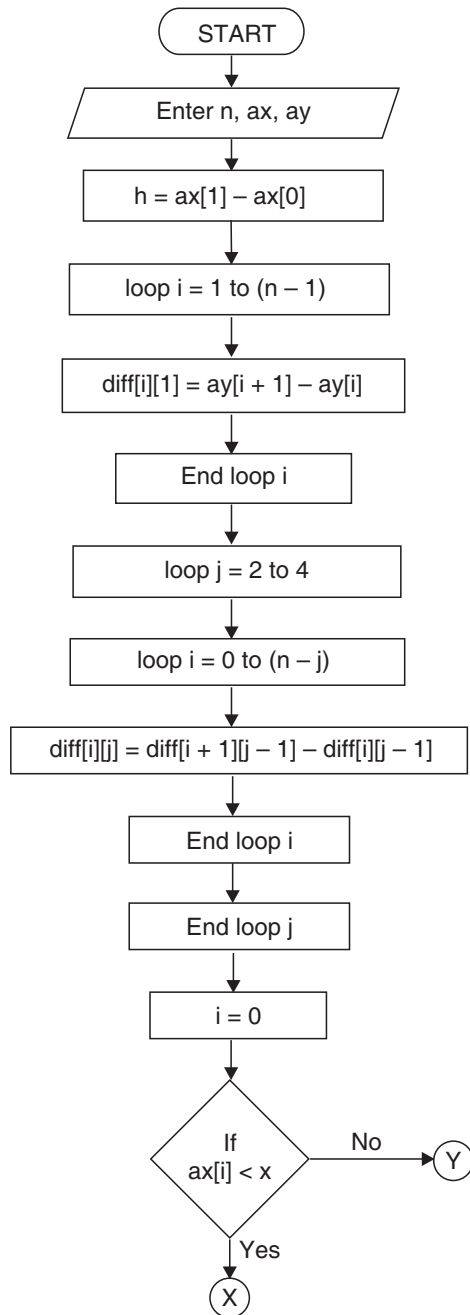 START
Enter n, ax, ay
h = ax[1] – ax[0]
loop i = 1 to (n – 1)
diff[i][1] = ay[i + 1] – ay[i]
End loop i
loop j = 2 to 4
loop i = 0 to (n – j)
diff[i][j] = diff[i + 1][j – 1] – diff[i][j – 1]
End loop i
End loop j
i = 0
If
ax[i] < x
No
Y
Yes
X